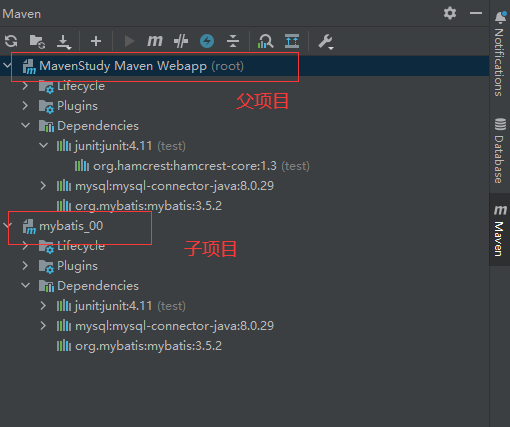 Maven
MavenStudy Maven Webapp (root)
父项目
Lifecycle
Plugins
Dependencies
junit:junit:4.11 (test)
org.hamcrest:hamcrest-core:1.3 (test)
mysql:mysql-connector-java:8.0.29
org.mybatis:mybatis:3.5.2
mybatis_00
子项目
Lifecycle
Plugins
Dependencies
junit:junit:4.11 (test)
mysql:mysql-connector-java:8.0.29
org.mybatis:mybatis:3.5.2
Notifications
Database
m
Maven